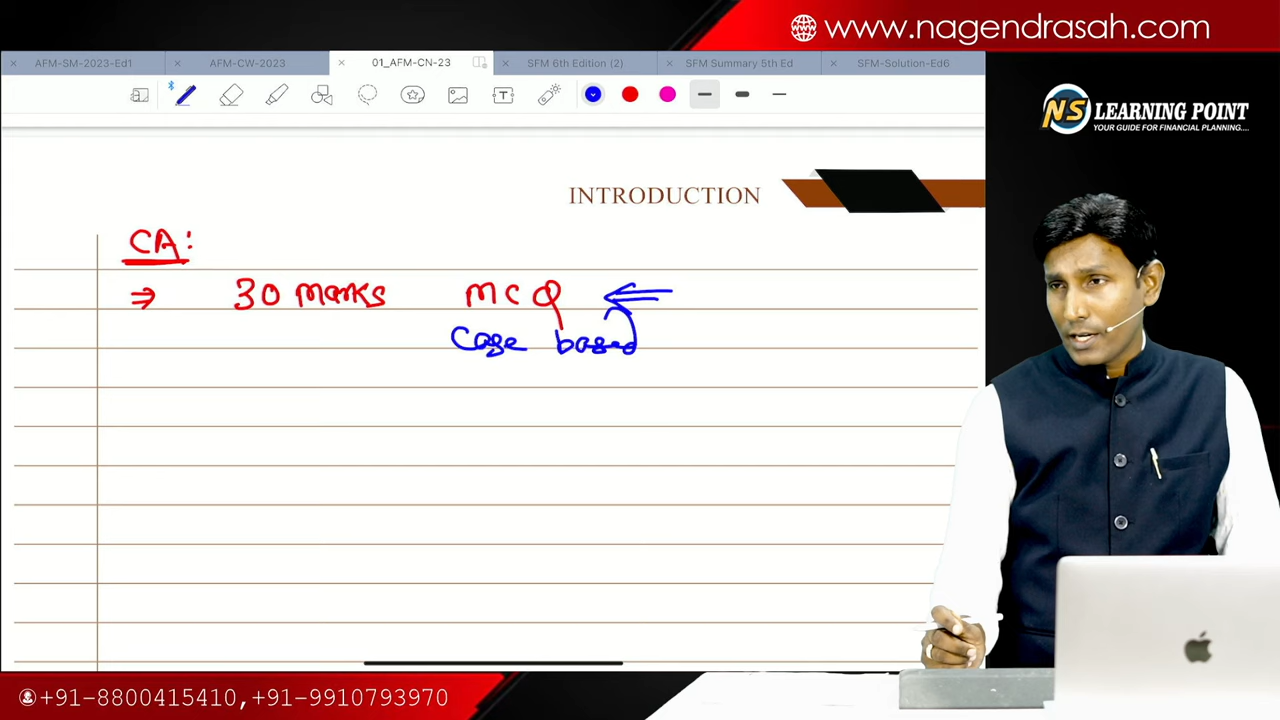 www.nagendrasah.com
AFM-SM-2023-Ed1
AFM-CW-2023
01_AFM-CN-23
SFM 6th Edition (2)
SFM Summary 5th Ed
SFM-Solution-Ed6
T
NS LEARNING POINT
YOUR GUIDE FOR FINANCIAL PLANNING....
INTRODUCTION
CA:
⇒ 30 marks MCQ
Case based
+91-8800415410,+91-9910793970